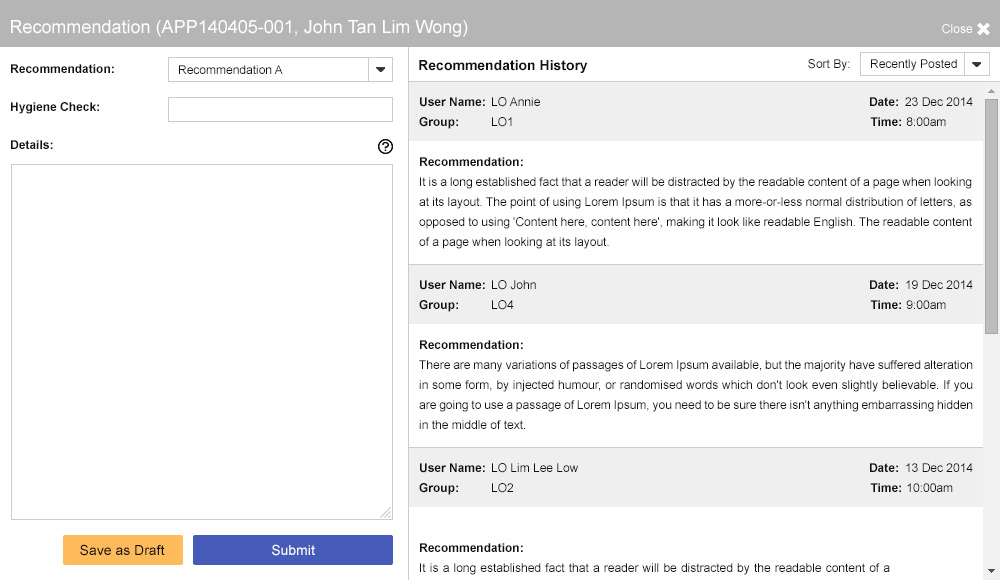 Recommendation (APP140405-001, John Tan Lim Wong)
Close
Recommendation:
Recommendation A
Hygiene Check:
Details:
Save as Draft
Submit
Recommendation History
Sort By:
Recently Posted
User Name: LO Annie
Date: 23 Dec 2014
Group: LO1
Time: 8:00am
Recommendation:
It is a long established fact that a reader will be distracted by the readable content of a page when looking
at its layout. The point of using Lorem Ipsum is that it has a more-or-less normal distribution of letters, as
opposed to using 'Content here, content here', making it look like readable English. The readable content
of a page when looking at its layout.
User Name: LO John
Date: 19 Dec 2014
Group: LO4
Time: 9:00am
Recommendation:
There are many variations of passages of Lorem Ipsum available, but the majority have suffered alteration
in some form, by injected humour, or randomised words which don't look even slightly believable. If you
are going to use a passage of Lorem Ipsum, you need to be sure there isn't anything embarrassing hidden
in the middle of text.
User Name: LO Lim Lee Low
Date: 13 Dec 2014
Group: LO2
Time: 10:00am
Recommendation:
It is a long established fact that a reader will be distracted by the readable content of a